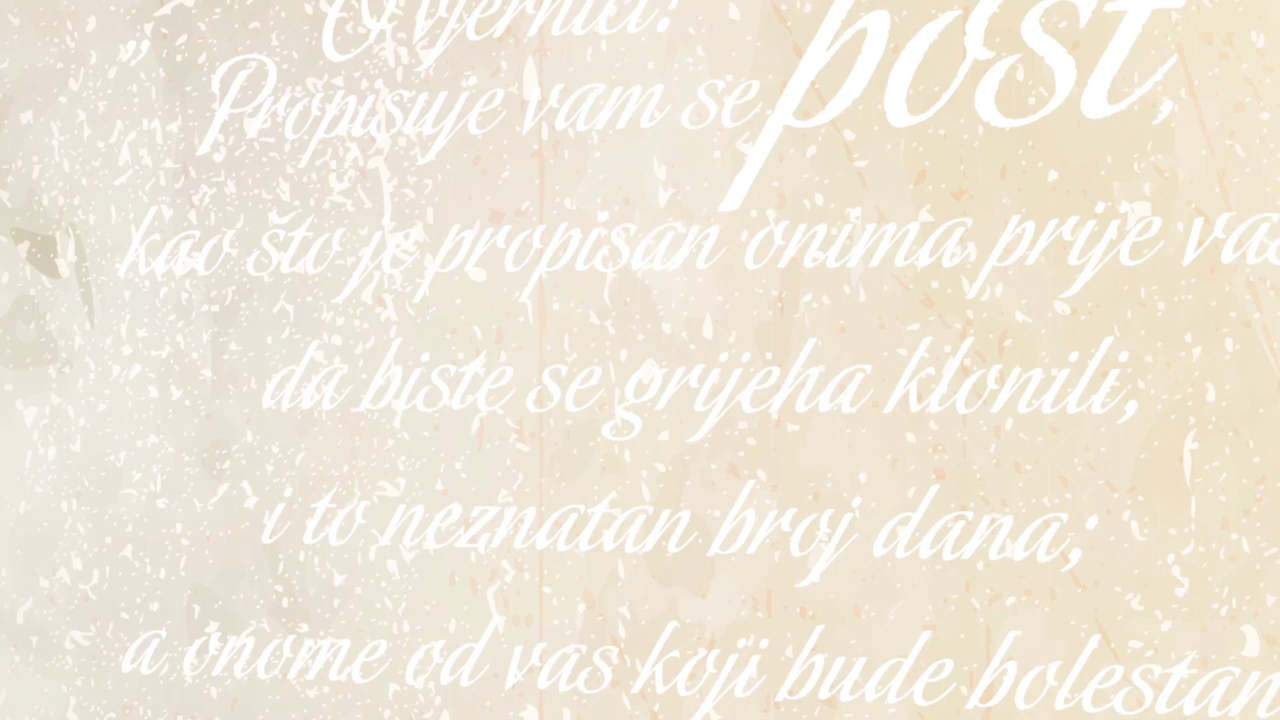 „O vjernici!
Propisuje vam se post,
kao što je propisan onima prije vas
da biste se grijeha klonili,
i to neznatan broj dana;
a onome od vas koji bude bolestan